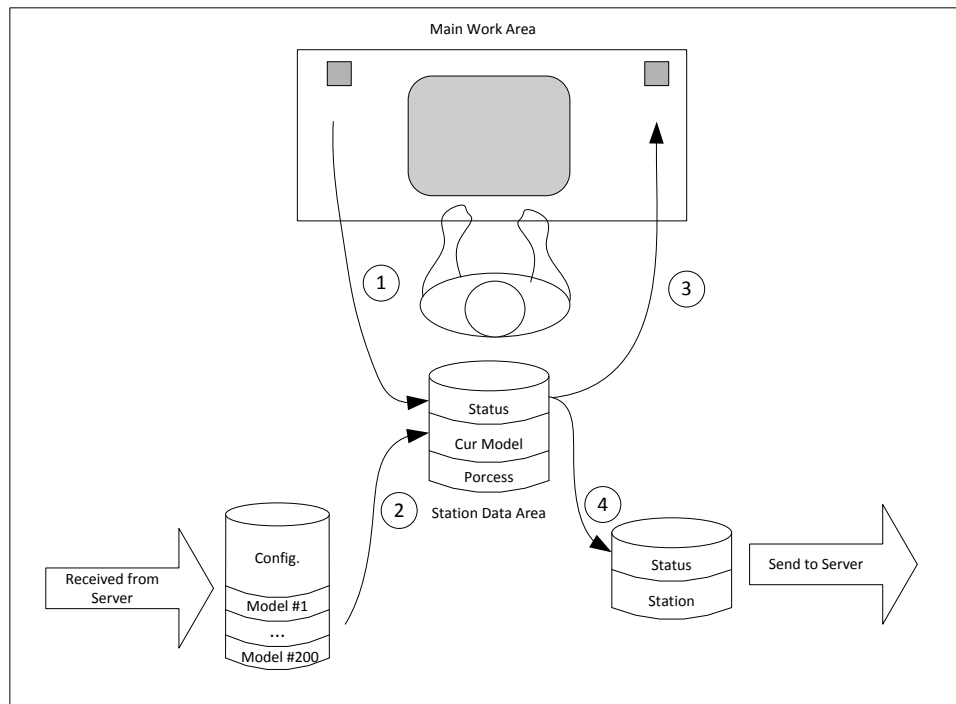 Main Work Area
1
3
Status
Cur Model
Porcess
Station Data Area
2
4
Received from
Server
Config.
Model #1
...
Model #200
Status
Station
Send to Server